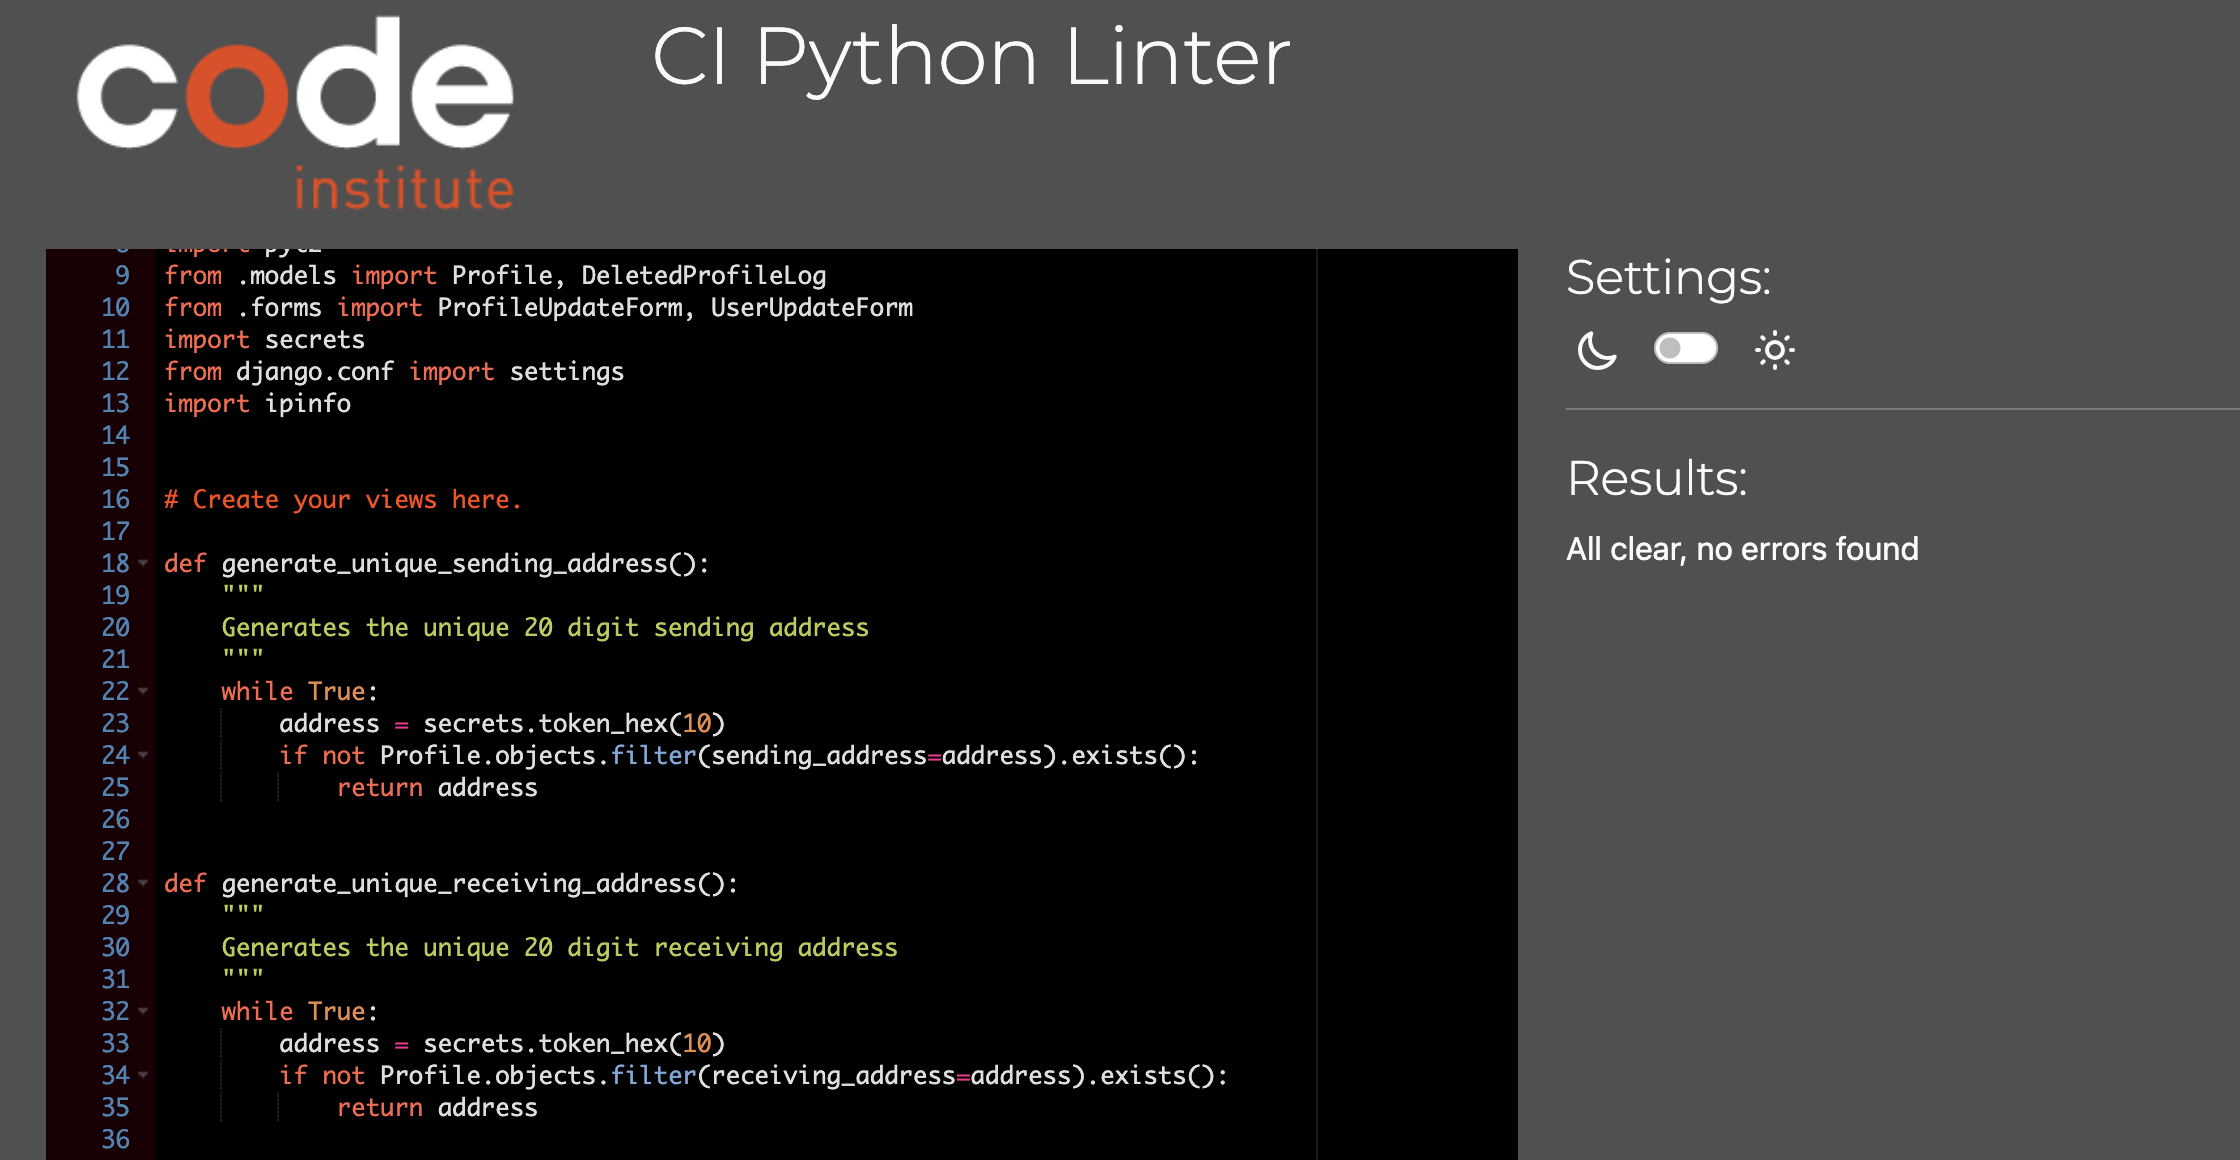 code
institute
CI Python Linter
9 from .models import Profile, DeletedProfileLog
10 from .forms import ProfileUpdateForm, UserUpdateForm
11 import secrets
12 from django.conf import settings
13 import ipinfo
14
15
16 # Create your views here.
17
18 def generate_unique_sending_address():
19     """
20     Generates the unique 20 digit sending address
21     """
22     while True:
23         address = secrets.token_hex(10)
24         if not Profile.objects.filter(sending_address=address).exists():
25             return address
26
27
28 def generate_unique_receiving_address():
29     """
30     Generates the unique 20 digit receiving address
31     """
32     while True:
33         address = secrets.token_hex(10)
34         if not Profile.objects.filter(receiving_address=address).exists():
35             return address
36
Settings:
Results:
All clear, no errors found